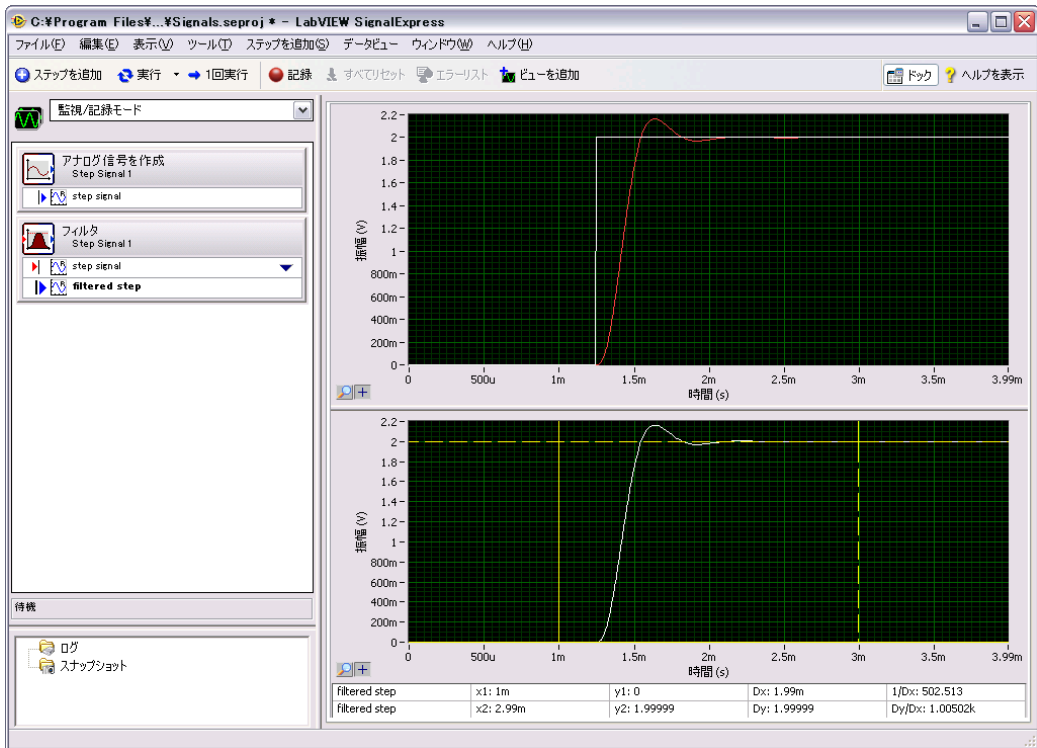 C:¥Program Files¥...¥Signals.seproj * - LabVIEW SignalExpress
ファイル(F) 編集(E) 表示(V) ツール(T) ステップを追加(S) データビュー ウィンドウ(W) ヘルプ(H)
ステップを追加 実行 1回実行 記録 すべてリセット エラーリスト ビューを追加 ドック ヘルプを表示
監視/記録モード
アナログ信号を作成
Step Signal 1
step signal
フィルタ
Step Signal 1
step signal
filtered step
待機
ログ
スナップショット
振幅 (V)
2.2
2
1.8
1.6
1.4
1.2
1
800m
600m
400m
200m
0
0 500u 1m 1.5m 2m 2.5m 3m 3.5m 3.99m
時間 (s)
振幅 (V)
2.2
2
1.8
1.6
1.4
1.2
1
800m
600m
400m
200m
0
0 500u 1m 1.5m 2m 2.5m 3m 3.5m 3.99m
時間 (s)
filtered step x1: 1m y1: 0 Dx: 1.99m 1/Dx: 502.513
filtered step x2: 2.99m y2: 1.99999 Dy: 1.99999 Dy/Dx: 1.00502k